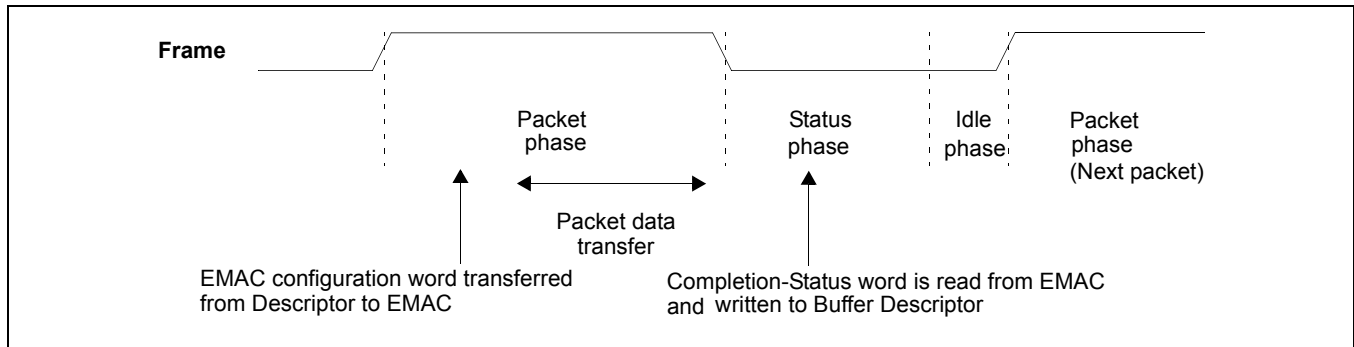 Frame
Packet
phase
Status
phase
Idle
phase
Packet
phase
(Next packet)
Packet data
transfer
EMAC configuration word transferred
from Descriptor to EMAC
Completion-Status word is read from EMAC
and written to Buffer Descriptor